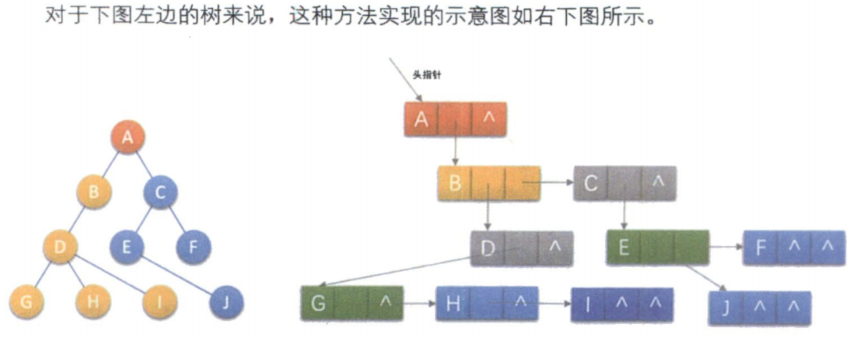 对于下图左边的树来说，这种方法实现的示意图如右下图所示。
头指针
A
A ^
B C
B
C ^
D E F
D ^
E
F ^ ^
G H I J
G ^
H ^
I ^ ^
J ^ ^